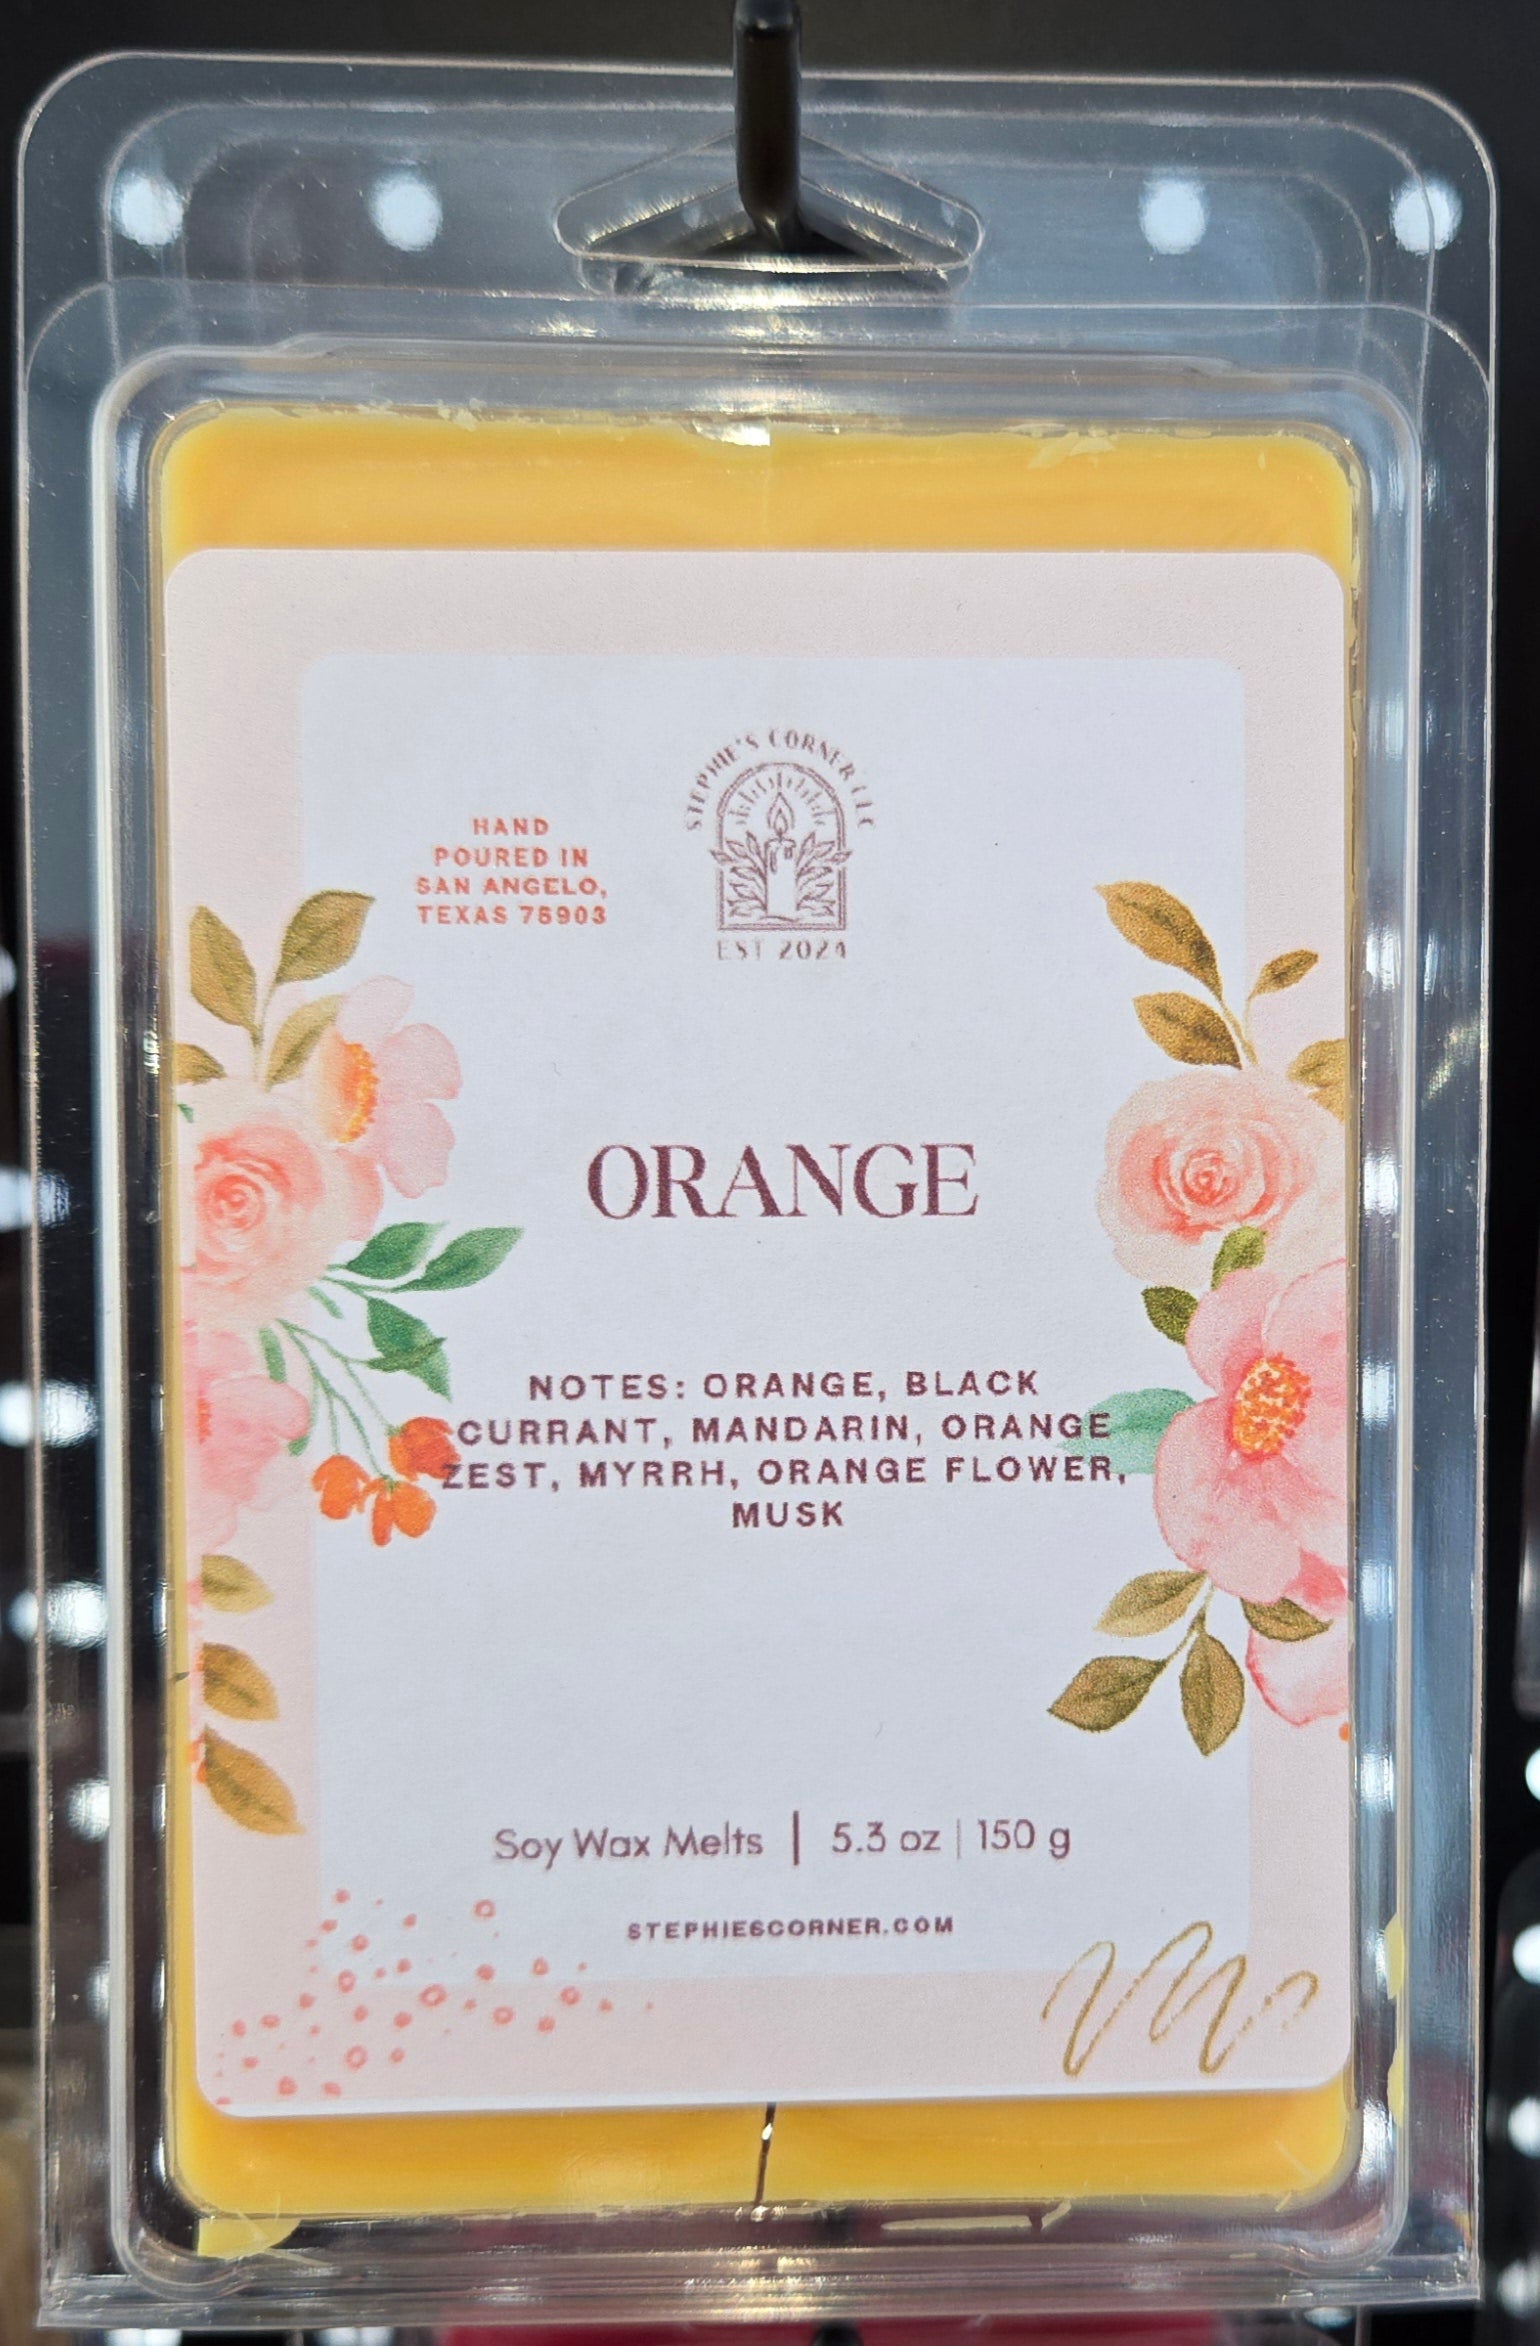 STEPHIE'S CORNER LLC
EST 2024
HAND
POURED IN
SAN ANGELO,
TEXAS 76903
ORANGE
NOTES: ORANGE, BLACK
CURRANT, MANDARIN, ORANGE
ZEST, MYRRH, ORANGE FLOWER,
MUSK
Soy Wax Melts | 5.3 oz | 150 g
STEPHIESCORNER.COM